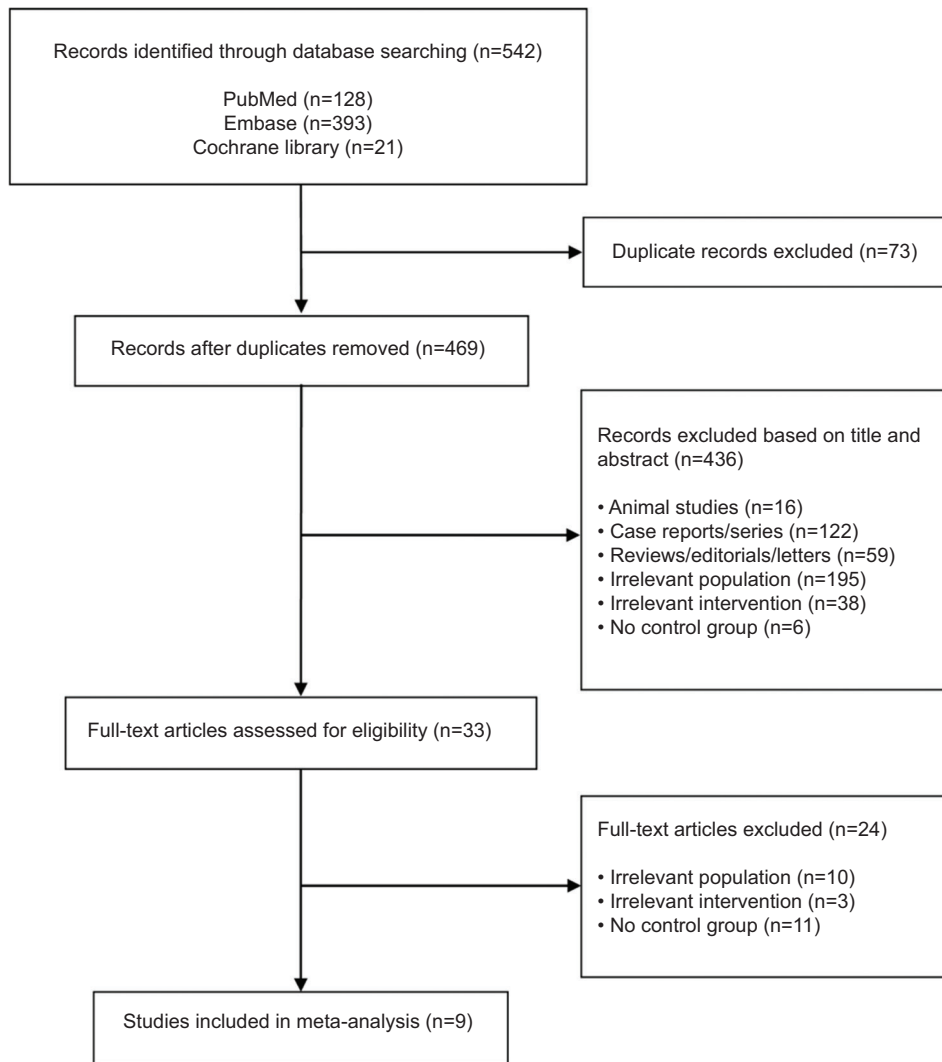 Records identified through database searching (n=542)
PubMed (n=128)
Embase (n=393)
Cochrane library (n=21)
Duplicate records excluded (n=73)
Records after duplicates removed (n=469)
Records excluded based on title and
abstract (n=436)
• Animal studies (n=16)
• Case reports/series (n=122)
• Reviews/editorials/letters (n=59)
• Irrelevant population (n=195)
• Irrelevant intervention (n=38)
• No control group (n=6)
Full-text articles assessed for eligibility (n=33)
Full-text articles excluded (n=24)
• Irrelevant population (n=10)
• Irrelevant intervention (n=3)
• No control group (n=11)
Studies included in meta-analysis (n=9)